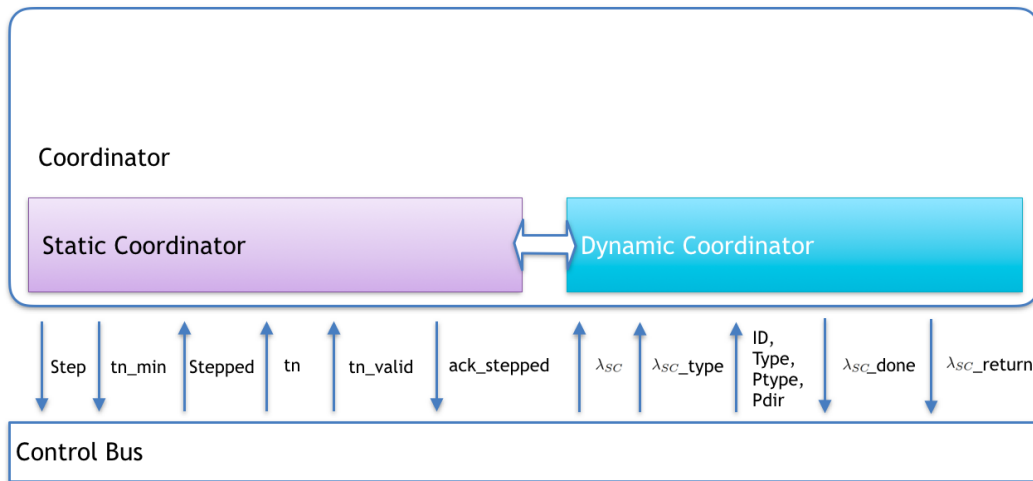 Coordinator
Static Coordinator
Dynamic Coordinator
Step
tn_min
Stepped
tn
tn_valid
ack_stepped
λSC
λSC_type
ID,
Type,
Ptype,
Pdir
λSC_done
λSC_return
Control Bus